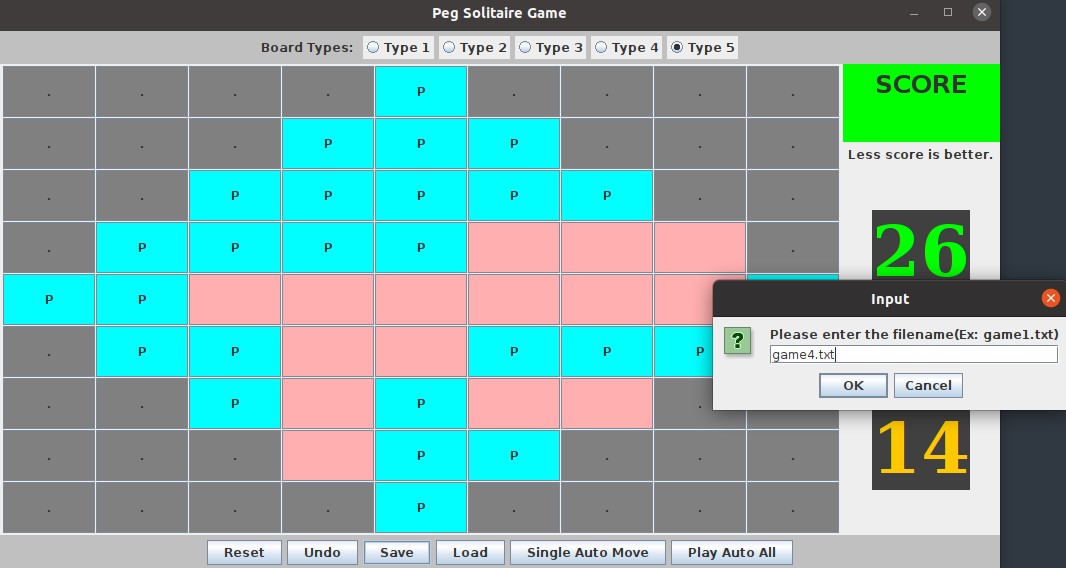 Peg Solitaire Game
Board Types: Type 1 Type 2 Type 3 Type 4 Type 5
. . . . P . . . .
SCORE
. . . P P P . . .
Less score is better.
. . P P P P P . .
. P P P P .
26
P P
Input
Please enter the filename(Ex: game1.txt)
game4.txt
OK Cancel
. P P P P P
. . P P .
. . . P P . . .
14
. . . . P . . . .
Reset Undo Save Load Single Auto Move Play Auto All